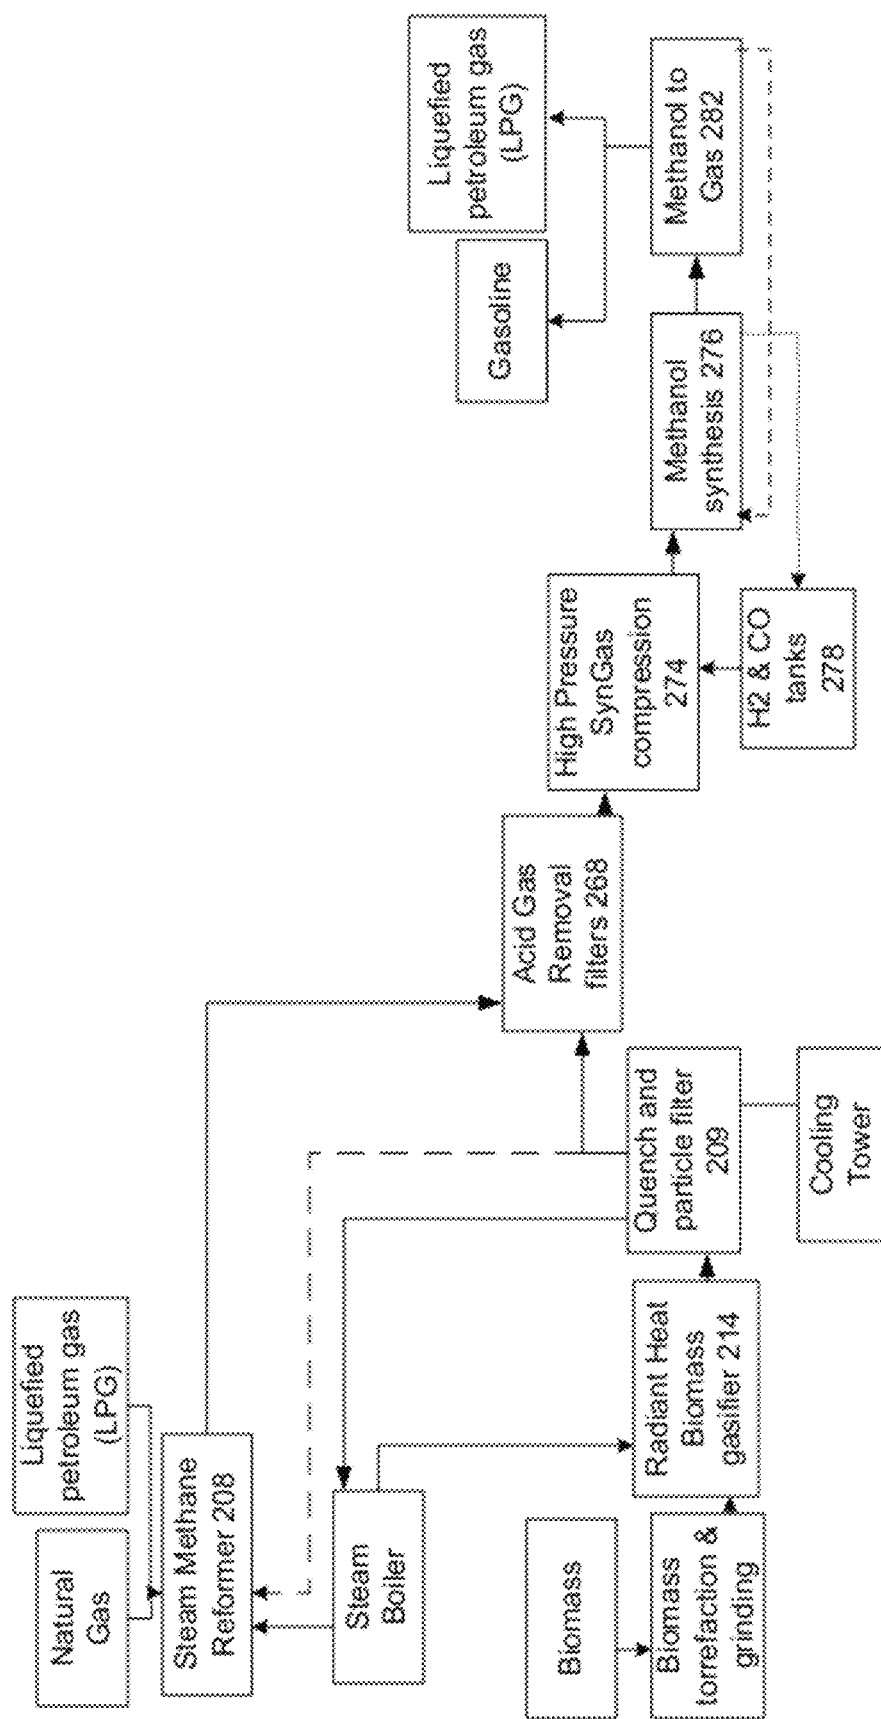 Natural
Gas
Liquefied
petroleum gas
(LPG)
Steam Methane
Reformer 208
Steam
Boiler
Biomass
Biomass
torrefaction &
grinding
Radiant Heat
Biomass
gasifier 214
Quench and
particle filter
209
Cooling
Tower
Acid Gas
Removal
filters 268
High Pressure
SynGas
compression
274
H2 & CO
tanks
278
Methanol
synthesis 276
Methanol to
Gas 282
Gasoline
Liquefied
petroleum gas
(LPG)